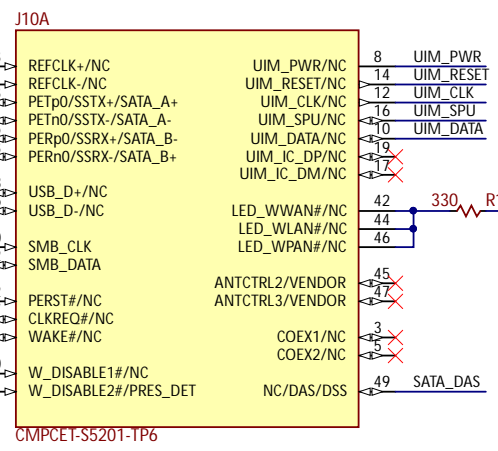 J10A
REFCLK+/NC UIM_PWR/NC 8 UIM_PWR
REFCLK-/NC UIM_RESET/NC 14 UIM_RESET
PETp0/SSTX+/SATA_A+ UIM_CLK/NC 12 UIM_CLK
PETn0/SSTX-/SATA_A- UIM_SPU/NC 16 UIM_SPU
PERp0/SSRX+/SATA_B- UIM_DATA/NC 10 UIM_DATA
PERn0/SSRX-/SATA_B+ UIM_IC_DP/NC 19
UIM_IC_DM/NC 17
USB_D+/NC
USB_D-/NC LED_WWAN#/NC 42 330 R1
LED_WLAN#/NC 44
SMB_CLK LED_WPAN#/NC 46
SMB_DATA
ANTCTRL2/VENDOR 45
PERST#/NC ANTCTRL3/VENDOR 47
CLKREQ#/NC
WAKE#/NC COEX1/NC 3
COEX2/NC 5
W_DISABLE1#/NC
W_DISABLE2#/PRES_DET NC/DAS/DSS 49 SATA_DAS
CMPCET-S5201-TP6